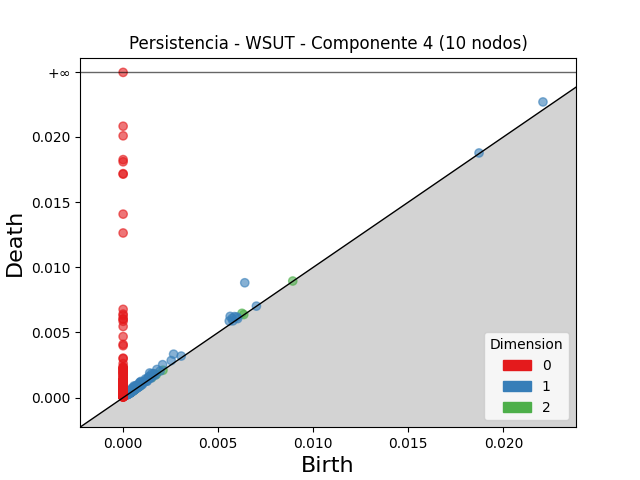 Persistencia - WSUT - Componente 4 (10 nodos)
+∞
0.020
0.015
0.010
0.005
0.000
Death
Dimension
0
1
2
0.000 0.005 0.010 0.015 0.020
Birth